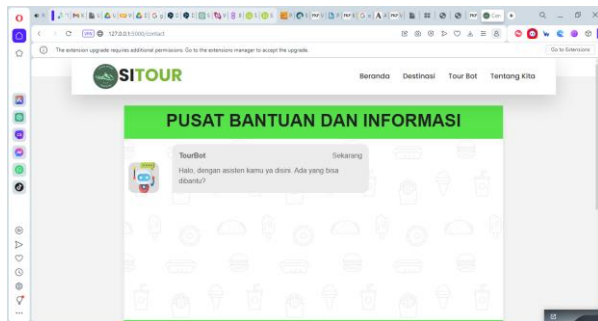 VPN
127.0.0.1:5000/contact
The extension upgrade requires additional permissions. Go to the extensions manager to accept the upgrade.
Go to Extensions
SITOUR
Beranda Destinasi Tour Bot Tentang Kita
PUSAT BANTUAN DAN INFORMASI
TourBot Sekarang
Halo, dengan asisten kamu ya disini. Ada yang bisa
dibantu?